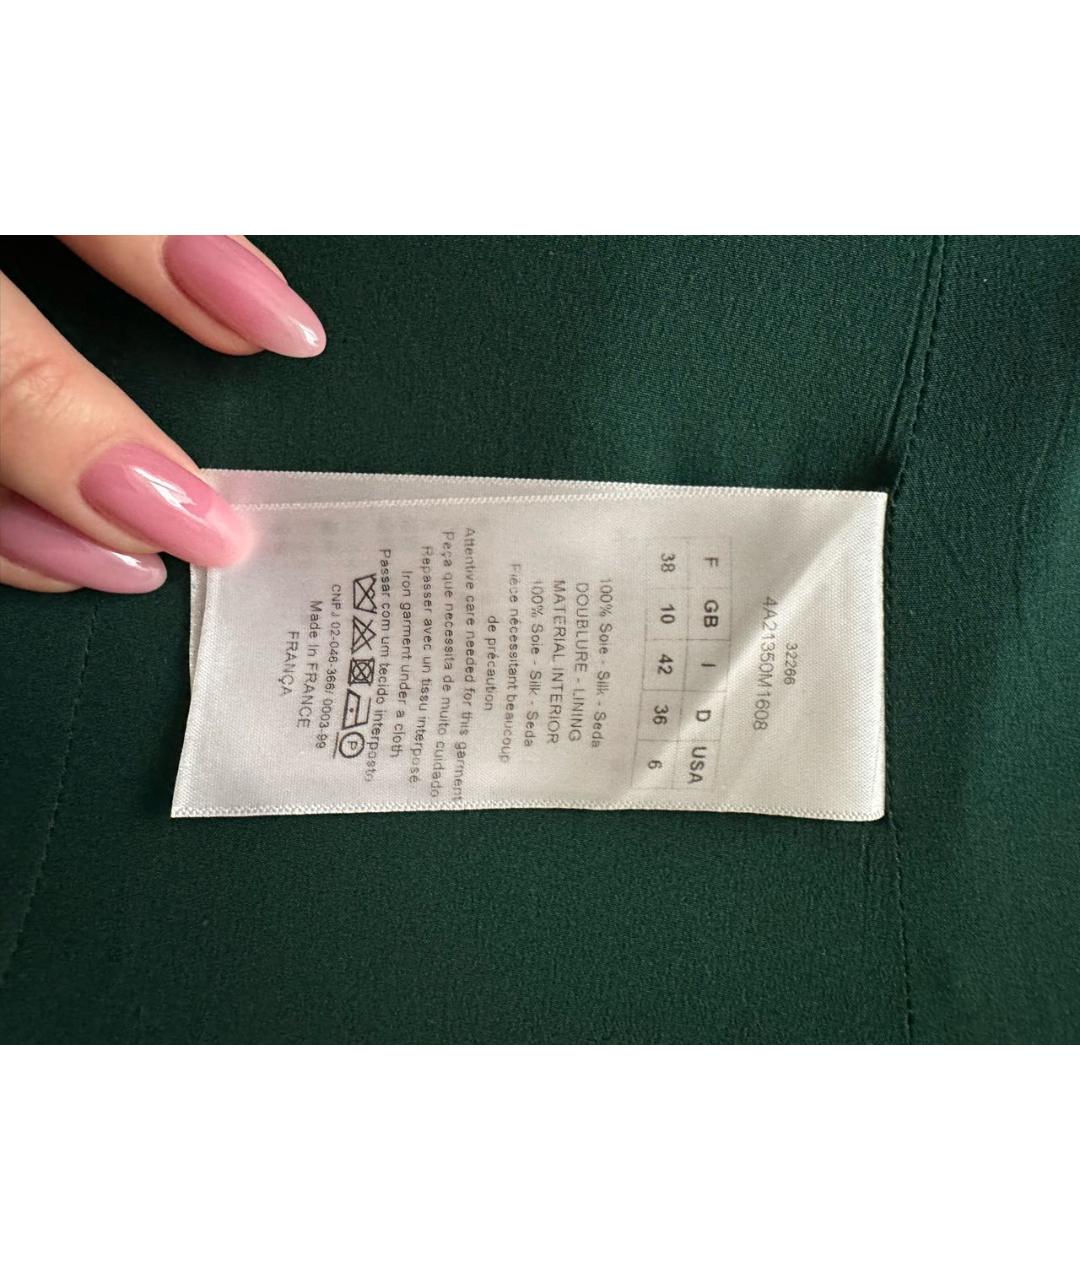 32266
4A21350M1608
F GB I D USA
38 10 42 36 6
100% Soie - Silk - Seda
DOUBLURE - LINING
MATERIAL INTERIOR
100% Soie - Silk - Seda
Pièce nécessitant beaucoup
de précaution
Attentive care needed for this garment
Peça que necessita de muito cuidado
Repasser avec un tissu interposé
Iron garment under a cloth
Passar com um tecido interposto
P
CNPJ 02-046-366/ 0003-99
Made In FRANCE
FRANÇA